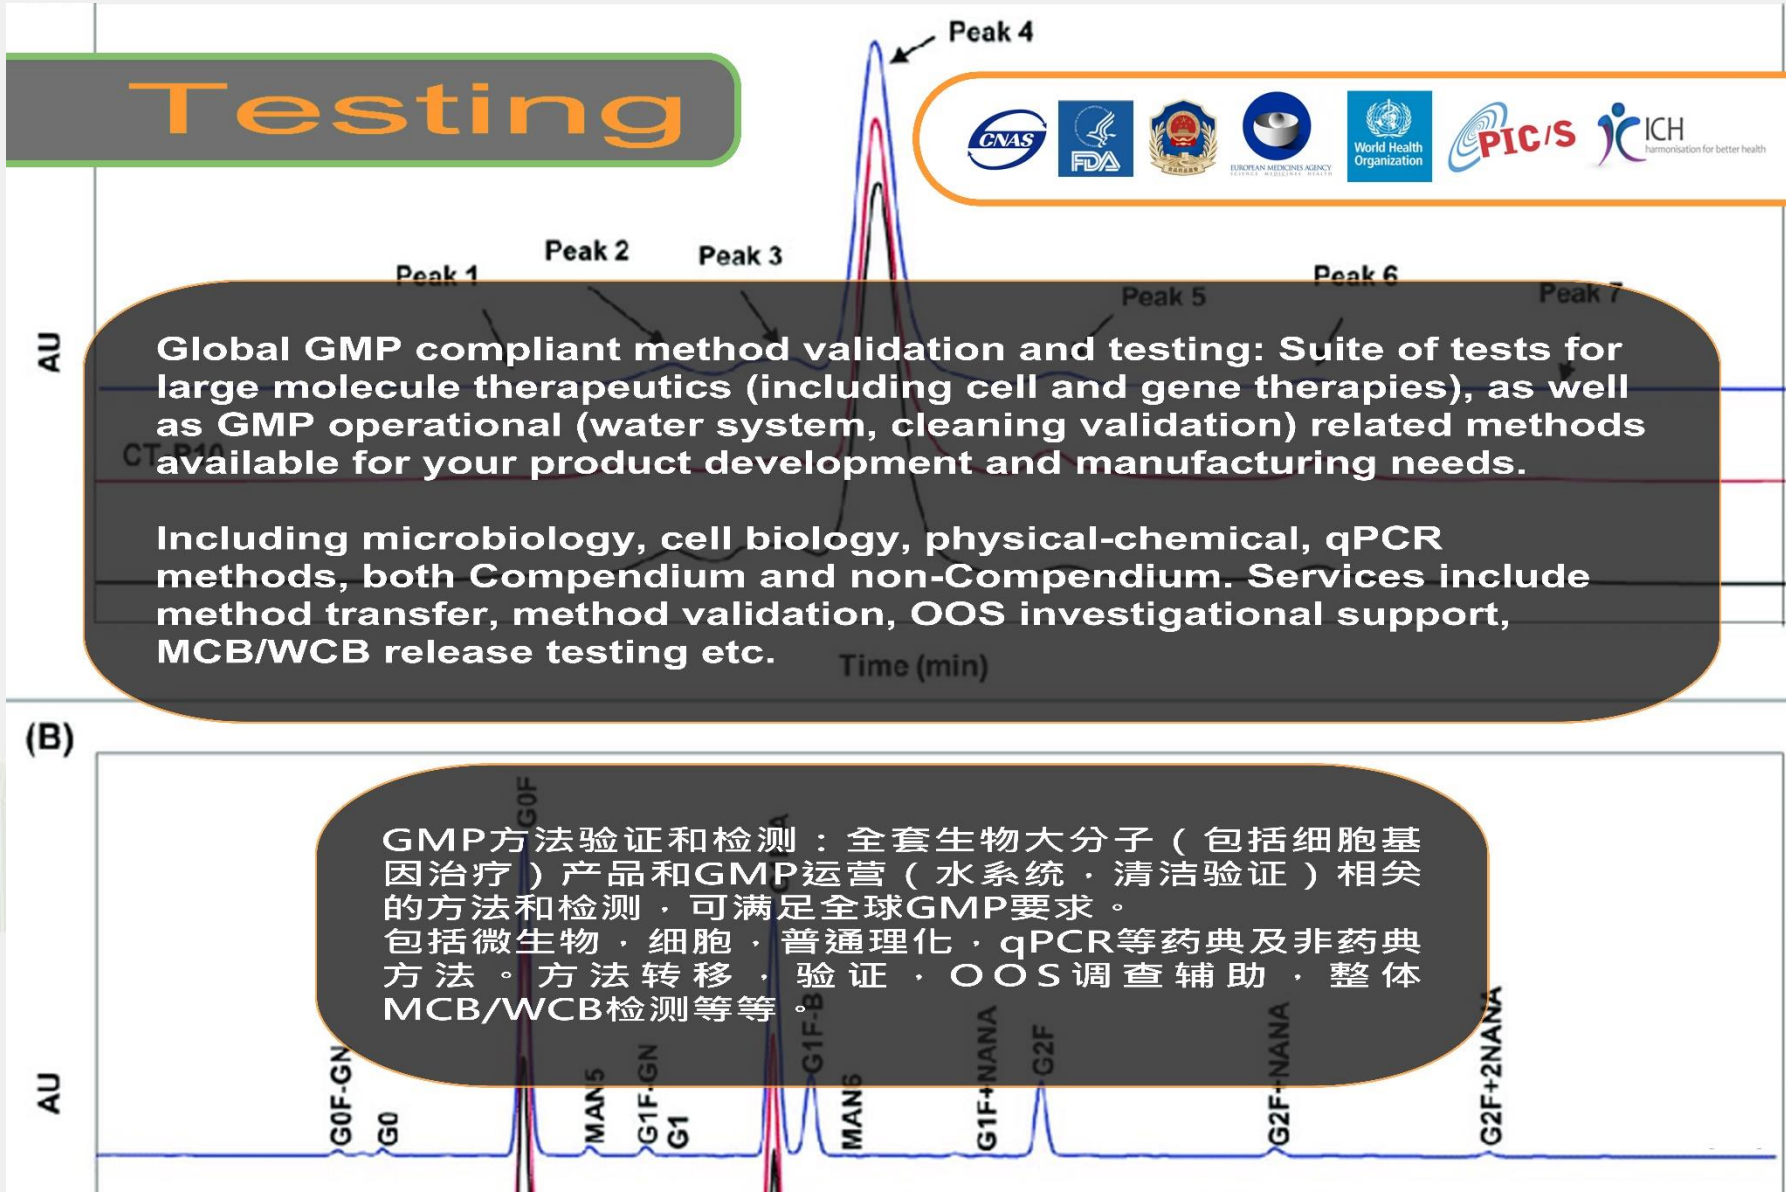 Peak 4
Testing
CNAS
FDA
EUROPEAN MEDICINES AGENCY
SCIENCE MEDICINES HEALTH
World Health
Organization
PIC/S
ICH
harmonisation for better health
Peak 1
Peak 2
Peak 3
Peak 5
Peak 6
Peak 7
AU
Global GMP compliant method validation and testing: Suite of tests for
large molecule therapeutics (including cell and gene therapies), as well
as GMP operational (water system, cleaning validation) related methods
available for your product development and manufacturing needs.
CT-P10
Including microbiology, cell biology, physical-chemical, qPCR
methods, both Compendium and non-Compendium. Services include
method transfer, method validation, OOS investigational support,
MCB/WCB release testing etc.
Time (min)
(B)
GMP方法验证和检测：全套生物大分子（包括细胞基
因治疗）产品和GMP运营（水系统，清洁验证）相关
的方法和检测，可满足全球GMP要求。
包括微生物，细胞，普通理化，qPCR等药典及非药典
方法。方法转移，验证，OOS调查辅助，整体
MCB/WCB检测等等。
AU
G0F-GN
G0
G0F
MAN5
G1F-GN
G1
G1F-B
MAN6
G1F+NANA
G2F
G2F+NANA
G2F+2NANA